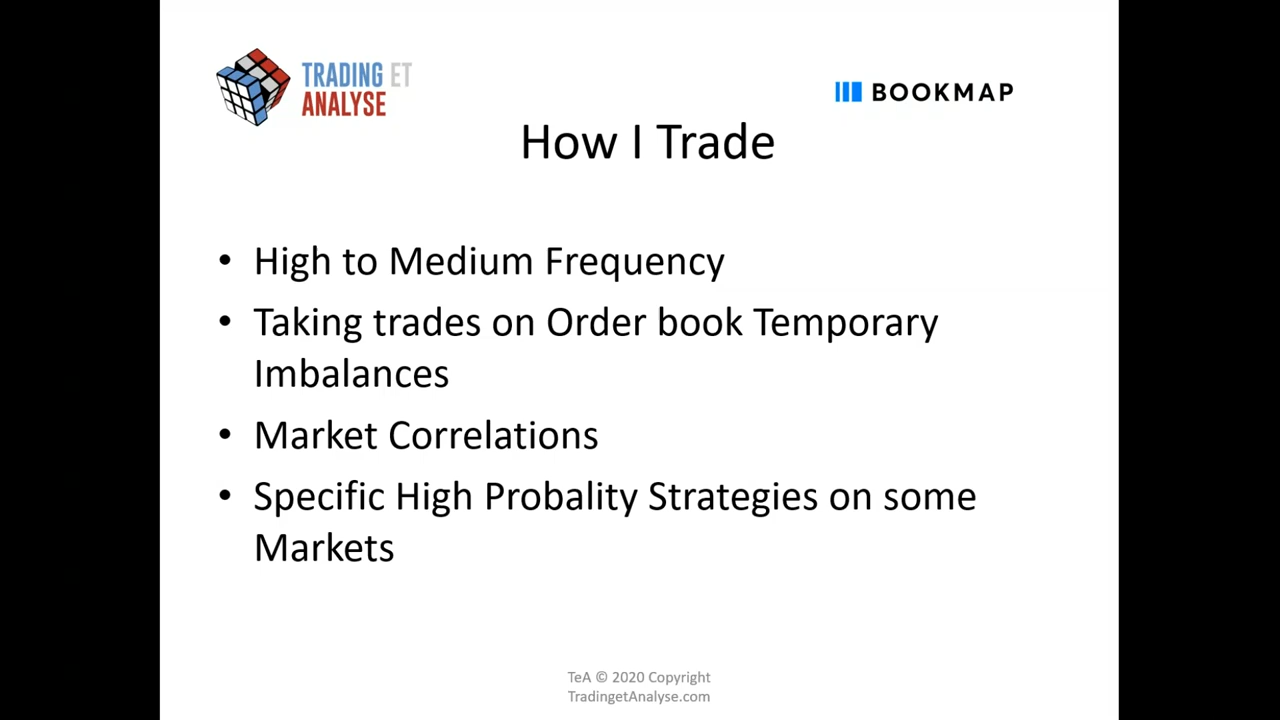 TRADING ET
ANALYSE
BOOKMAP
How I Trade
• High to Medium Frequency
• Taking trades on Order book Temporary
Imbalances
• Market Correlations
• Specific High Probality Strategies on some
Markets
TeA © 2020 Copyright
TradingetAnalyse.com